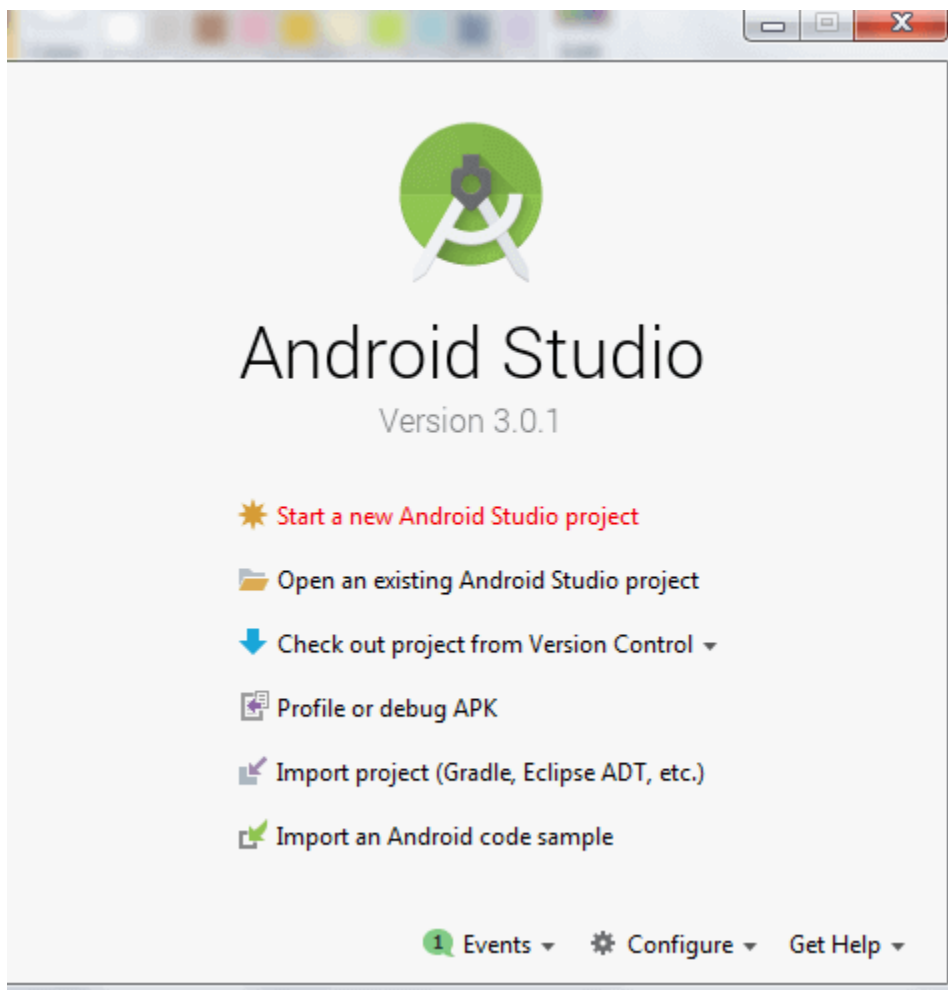 Android Studio
Version 3.0.1
Start a new Android Studio project
Open an existing Android Studio project
Check out project from Version Control
Profile or debug APK
Import project (Gradle, Eclipse ADT, etc.)
Import an Android code sample
1 Events
Configure
Get Help